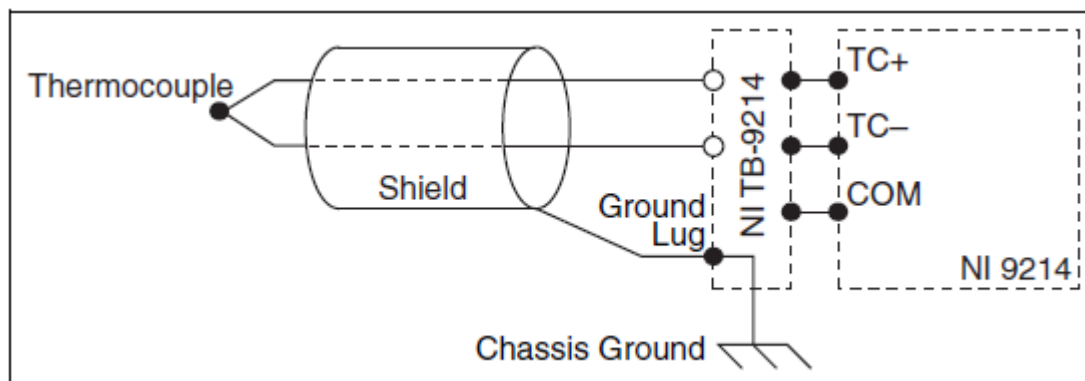 Thermocouple
Shield
Ground
Lug
NI TB-9214
TC+
TC–
COM
NI 9214
Chassis Ground